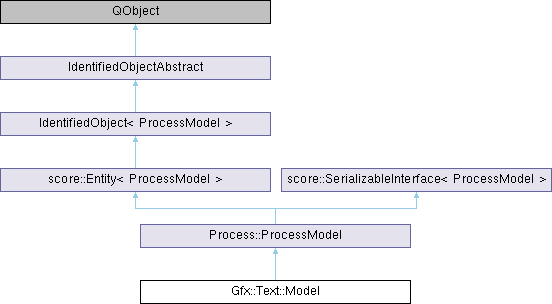 QObject
IdentifiedObjectAbstract
IdentifiedObject< ProcessModel >
score::Entity< ProcessModel >
score::SerializableInterface< ProcessModel >
Process::ProcessModel
Gfx::Text::Model